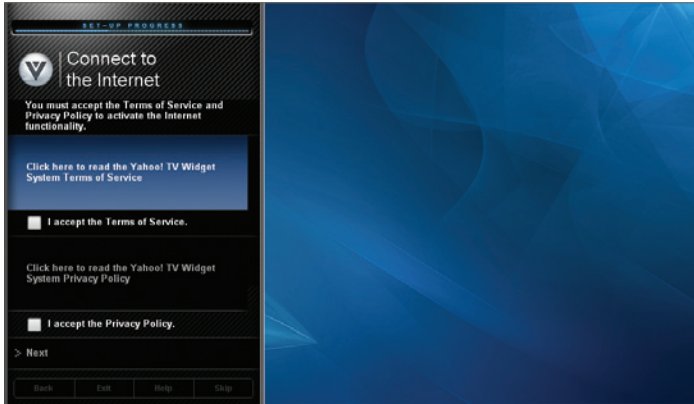 SET-UP PROGRESS
Connect to
the Internet
You must accept the Terms of Service and
Privacy Policy to activate the Internet
functionality.
Click here to read the Yahoo! TV Widget
System Terms of Service
I accept the Terms of Service.
Click here to read the Yahoo! TV Widget
System Privacy Policy
I accept the Privacy Policy.
> Next
Back Exit Help Skip